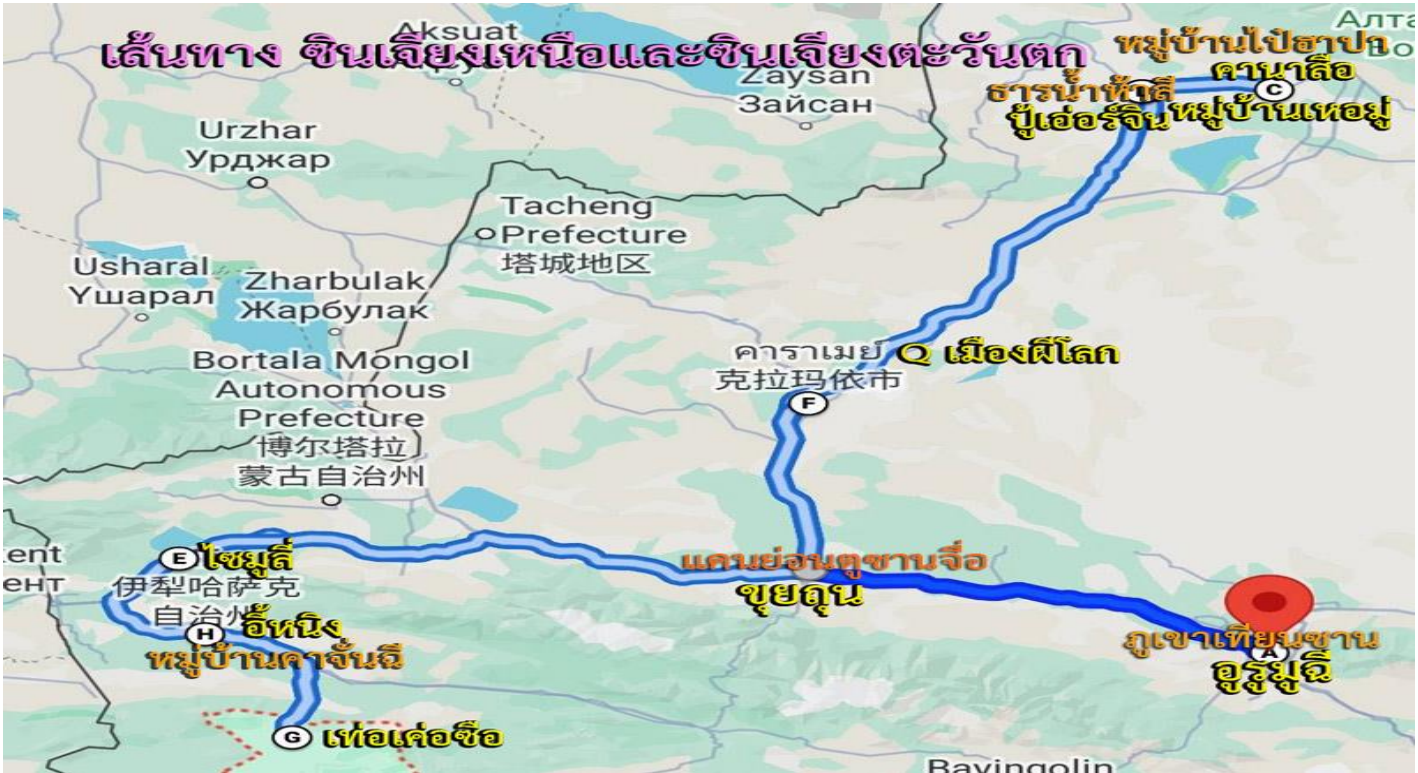 เส้นทาง ซินเจียงเหนือและซินเจียงตะวันตก
Aksuat
หมู่บ้านไป๋ฮาปา
คานาสือ
C
ธารน้ำห้าสี
ปู้เอ่อร์จิน
หมู่บ้านเหอมู่
Zaysan
Зайсан
Urzhar
Урджар
Tacheng
Prefecture
塔城地区
Usharal
Үшарал
Zharbulak
Жарбулак
Bortala Mongol
Autonomous
Prefecture
博尔塔拉
蒙古自治州
คาราเมย์
克拉玛依市
Q เมืองผีโลก
F
E
ไซมูลี่
伊犁哈萨克
自治州
H
อี้หนิง
หมู่บ้านคาจั่นฉี
G
เท่อเค่อซือ
แคนย่อนตูซานจื่อ
ขุยถุน
ภูเขาเทียนซาน
A
อูรูมูฉี
Bayingolin